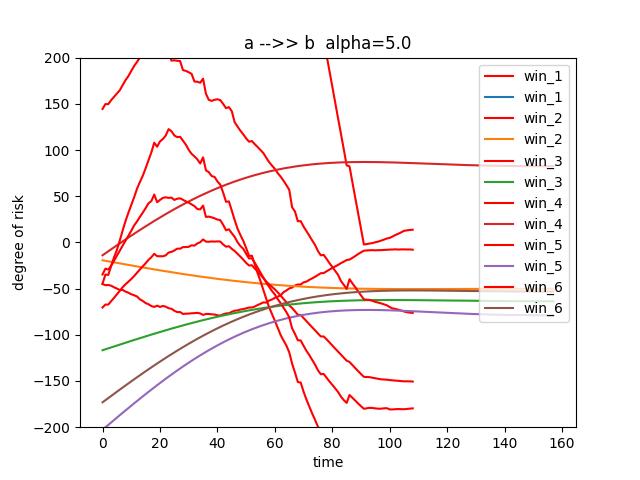 a -->> b  alpha=5.0
degree of risk
200
150
100
50
0
−50
−100
−150
−200
0 20 40 60 80 100 120 140 160
time
win_1
win_1
win_2
win_2
win_3
win_3
win_4
win_4
win_5
win_5
win_6
win_6